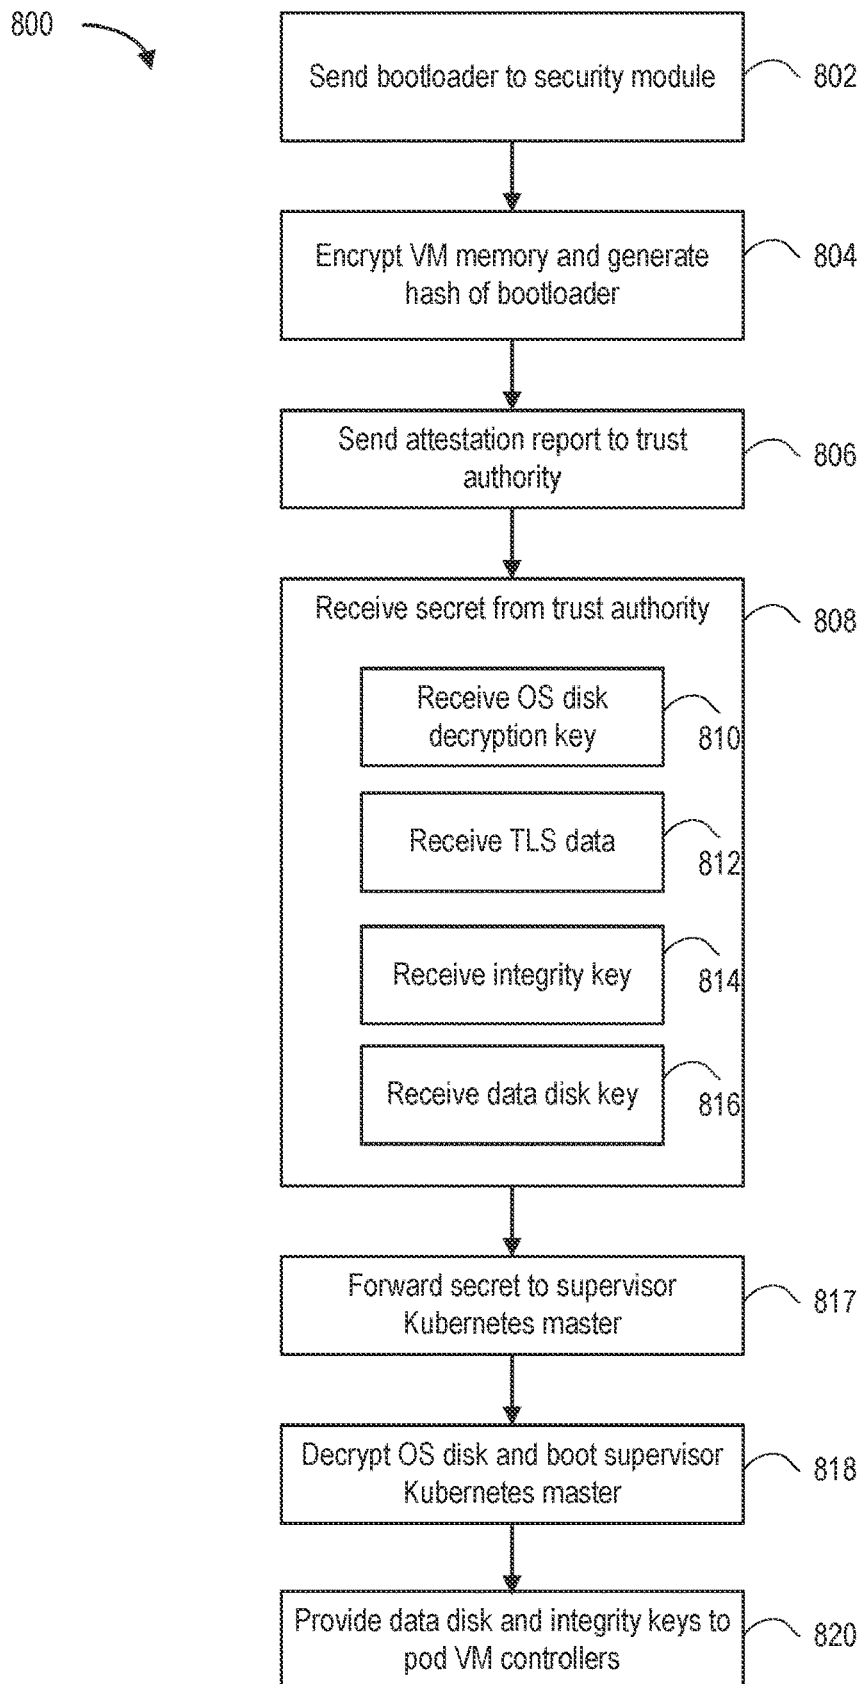 800
Send bootloader to security module
802
Encrypt VM memory and generate
hash of bootloader
804
Send attestation report to trust
authority
806
Receive secret from trust authority
808
Receive OS disk
decryption key
810
Receive TLS data
812
Receive integrity key
814
Receive data disk key
816
Forward secret to supervisor
Kubernetes master
817
Decrypt OS disk and boot supervisor
Kubernetes master
818
Provide data disk and integrity keys to
pod VM controllers
820